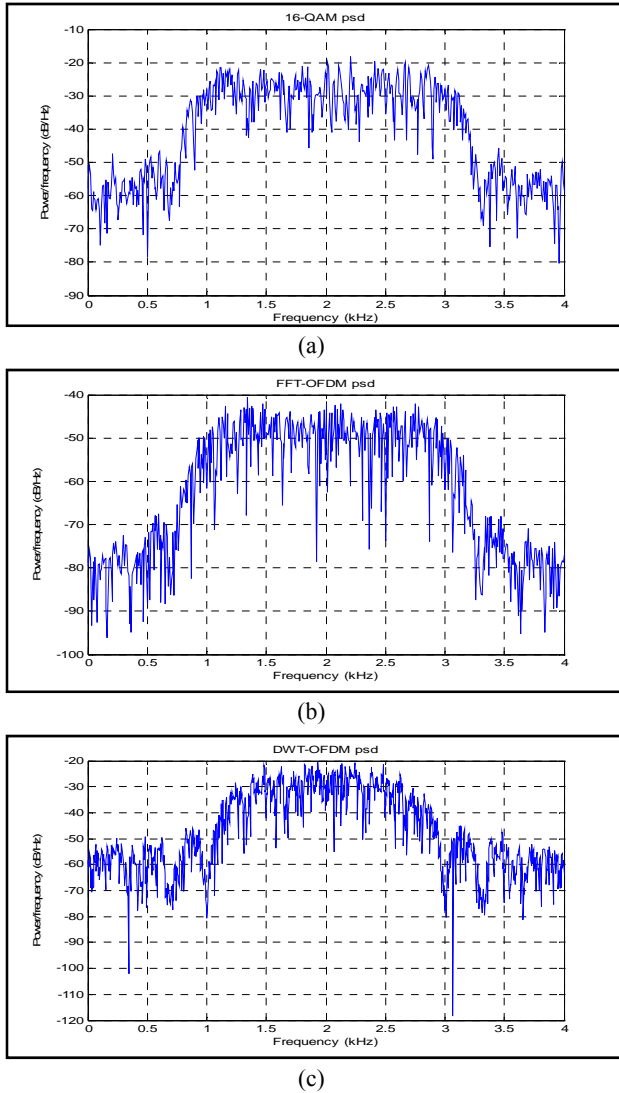 16-QAM psd
Power/frequency (dB/Hz)
-10
-20
-30
-40
-50
-60
-70
-80
-90
0 0.5 1 1.5 2 2.5 3 3.5 4
Frequency (kHz)
(a)
FFT-OFDM psd
Power/frequency (dB/Hz)
-40
-50
-60
-70
-80
-90
-100
0 0.5 1 1.5 2 2.5 3 3.5 4
Frequency (kHz)
(b)
DWT-OFDM psd
Power/frequency (dB/Hz)
-20
-30
-40
-50
-60
-70
-80
-90
-100
-110
-120
0 0.5 1 1.5 2 2.5 3 3.5 4
Frequency (kHz)
(c)